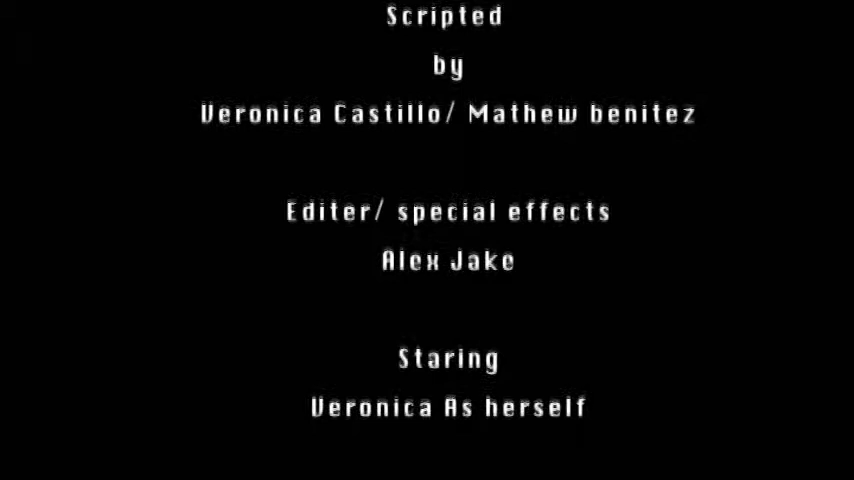 Scripted
by
Veronica Castillo/ Mathew benitez
Editer/ special effects
Alex Jake
Staring
Veronica As herself